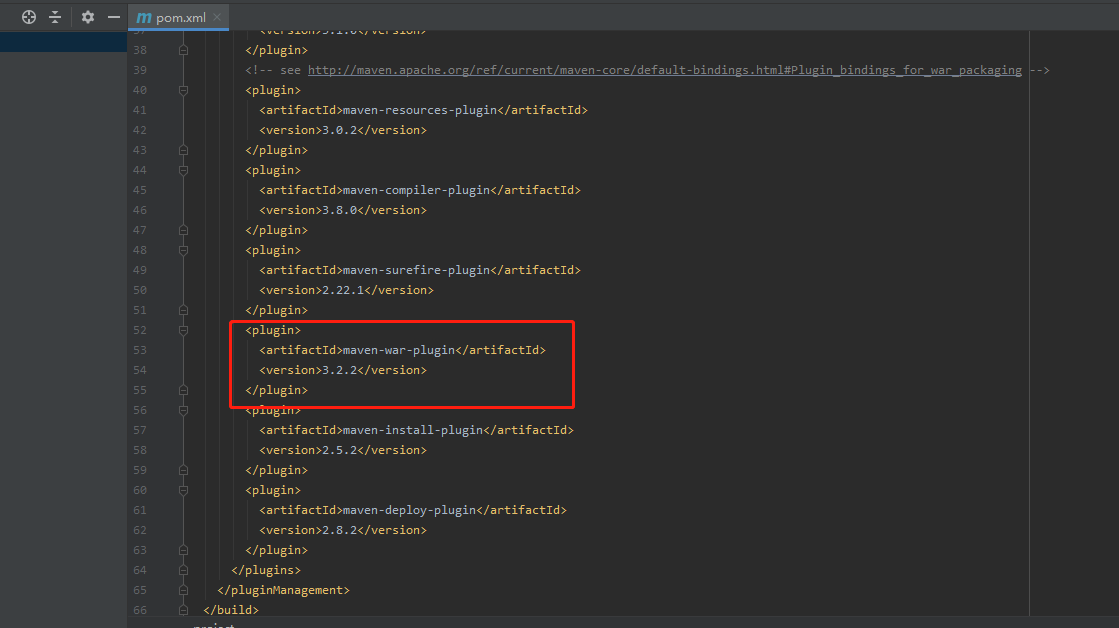 m pom.xml
37 <version>3.1.0</version>
38 </plugin>
39 <!-- see http://maven.apache.org/ref/current/maven-core/default-bindings.html#Plugin_bindings_for_war_packaging -->
40 <plugin>
41 <artifactId>maven-resources-plugin</artifactId>
42 <version>3.0.2</version>
43 </plugin>
44 <plugin>
45 <artifactId>maven-compiler-plugin</artifactId>
46 <version>3.8.0</version>
47 </plugin>
48 <plugin>
49 <artifactId>maven-surefire-plugin</artifactId>
50 <version>2.22.1</version>
51 </plugin>
52 <plugin>
53 <artifactId>maven-war-plugin</artifactId>
54 <version>3.2.2</version>
55 </plugin>
56 <plugin>
57 <artifactId>maven-install-plugin</artifactId>
58 <version>2.5.2</version>
59 </plugin>
60 <plugin>
61 <artifactId>maven-deploy-plugin</artifactId>
62 <version>2.8.2</version>
63 </plugin>
64 </plugins>
65 </pluginManagement>
66 </build>
project